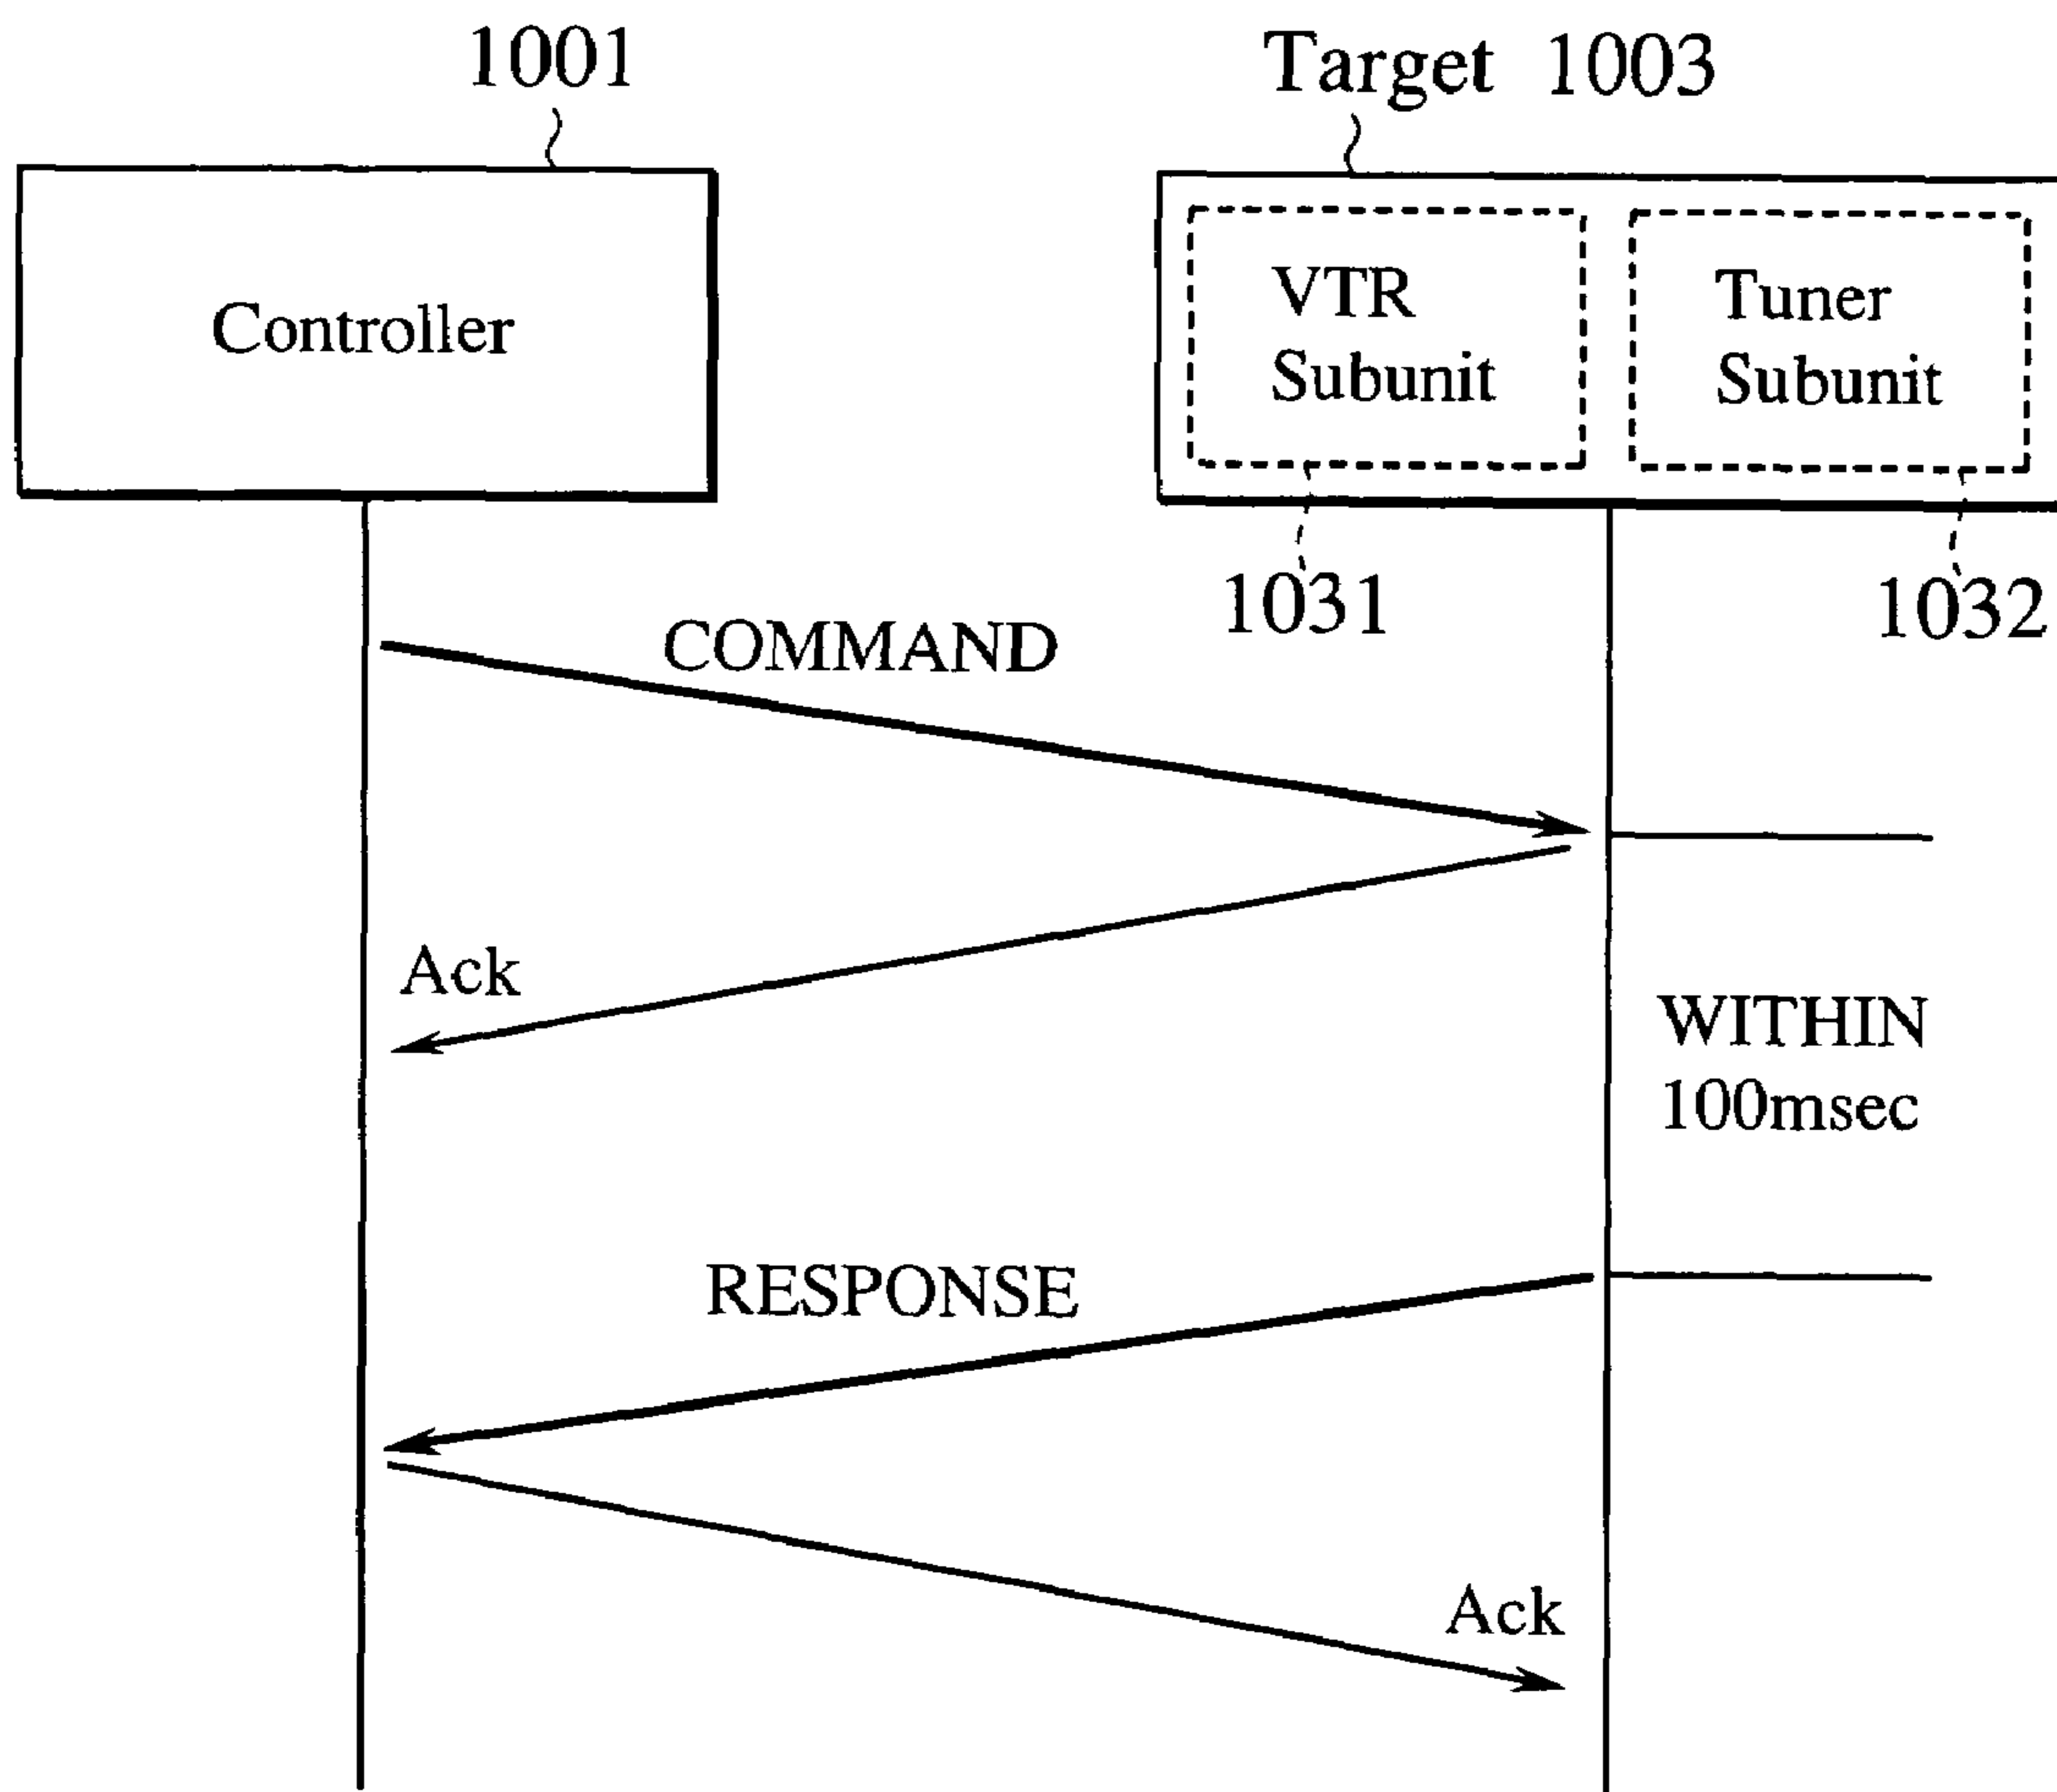 1001
Target 1003
Controller
VTR
Subunit
Tuner
Subunit
1031
1032
COMMAND
Ack
WITHIN
100msec
RESPONSE
Ack